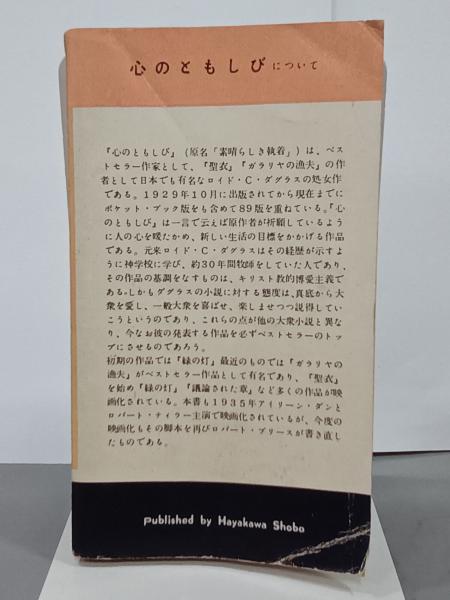 心のともしびについて
『心のともしび』（原名「素晴らしき執着」）は、ベス
トセラー作家として、『聖衣』『ガラリヤの漁夫』の作
者として日本でも有名なロイド・C・ダグラスの処女作
である。1929年10月に出版されてから現在までに
ポケット・ブック版をも含めて89版を重ねている。『心
のともしび』は一言で云えば原作者が祈願しているよう
に人の心を暖だかめ、新しい生活の目標をかかげる作品
である。元来ロイド・C・ダグラスはその経歴が示すよ
うに神学校に学び、約30年間牧師をしていた人であり、
その作品の基調をなすものは、キリスト教的博愛主義であ
る。しかもダグラスの小説に対する態度は、真底から大
衆を愛し、一般大衆を喜ばせ、楽しませつつ説得してい
こうというのであり、これらの点が他の大衆小説と異な
り、今なお彼の発表する作品を必ずベストセラーのトッ
プにさせるのであろう。
初期の作品では『緑の灯』最近のものでは『ガラリヤの
漁夫』がベストセラー作品として有名であり、『聖衣』
を始め『緑の灯』『議論された章』など多くの作品が映
画化されている。本書も1935年アイリーン・ダンと
ロバート・テイラー主演で映画化されているが、今度の
映画化もその脚本を再びロバート・ブリースが書き直し
たものである。
Published by Hayakawa Shobo